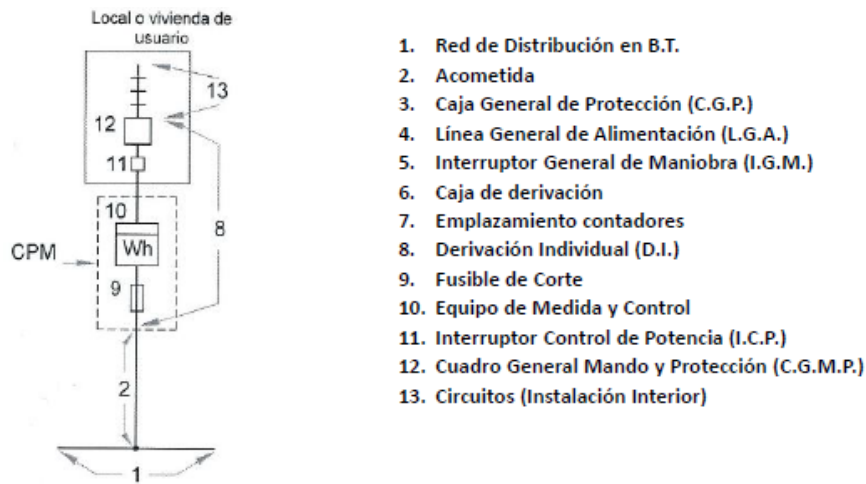 Local o vivienda de
usuario
13
12
11
10
8
CPM
Wh
9
2
1
1. Red de Distribución en B.T.
2. Acometida
3. Caja General de Protección (C.G.P.)
4. Línea General de Alimentación (L.G.A.)
5. Interruptor General de Maniobra (I.G.M.)
6. Caja de derivación
7. Emplazamiento contadores
8. Derivación Individual (D.I.)
9. Fusible de Corte
10. Equipo de Medida y Control
11. Interruptor Control de Potencia (I.C.P.)
12. Cuadro General Mando y Protección (C.G.M.P.)
13. Circuitos (Instalación Interior)